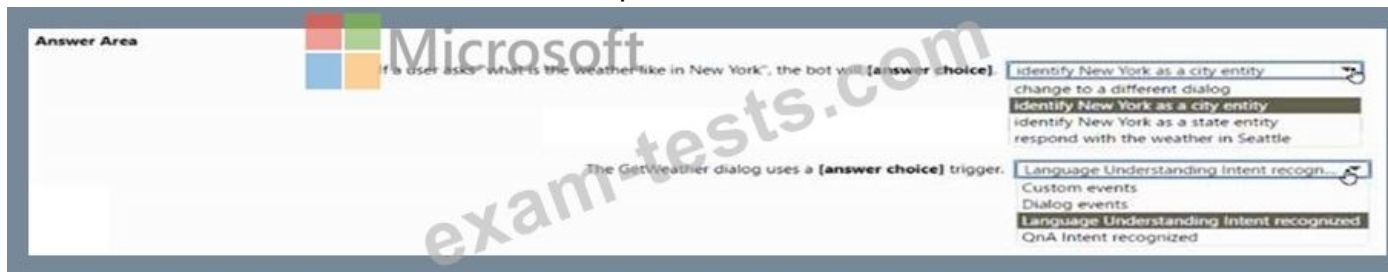 Answer Area
Microsoft
If a user asks "what is the weather like in New York", the bot will [answer choice]. identify New York as a city entity
change to a different dialog
identify New York as a city entity
identify New York as a state entity
respond with the weather in Seattle
exam-tests.com
The GetWeather dialog uses a [answer choice] trigger. Language Understanding Intent recogn...
Custom events
Dialog events
Language Understanding Intent recognized
QnA Intent recognized